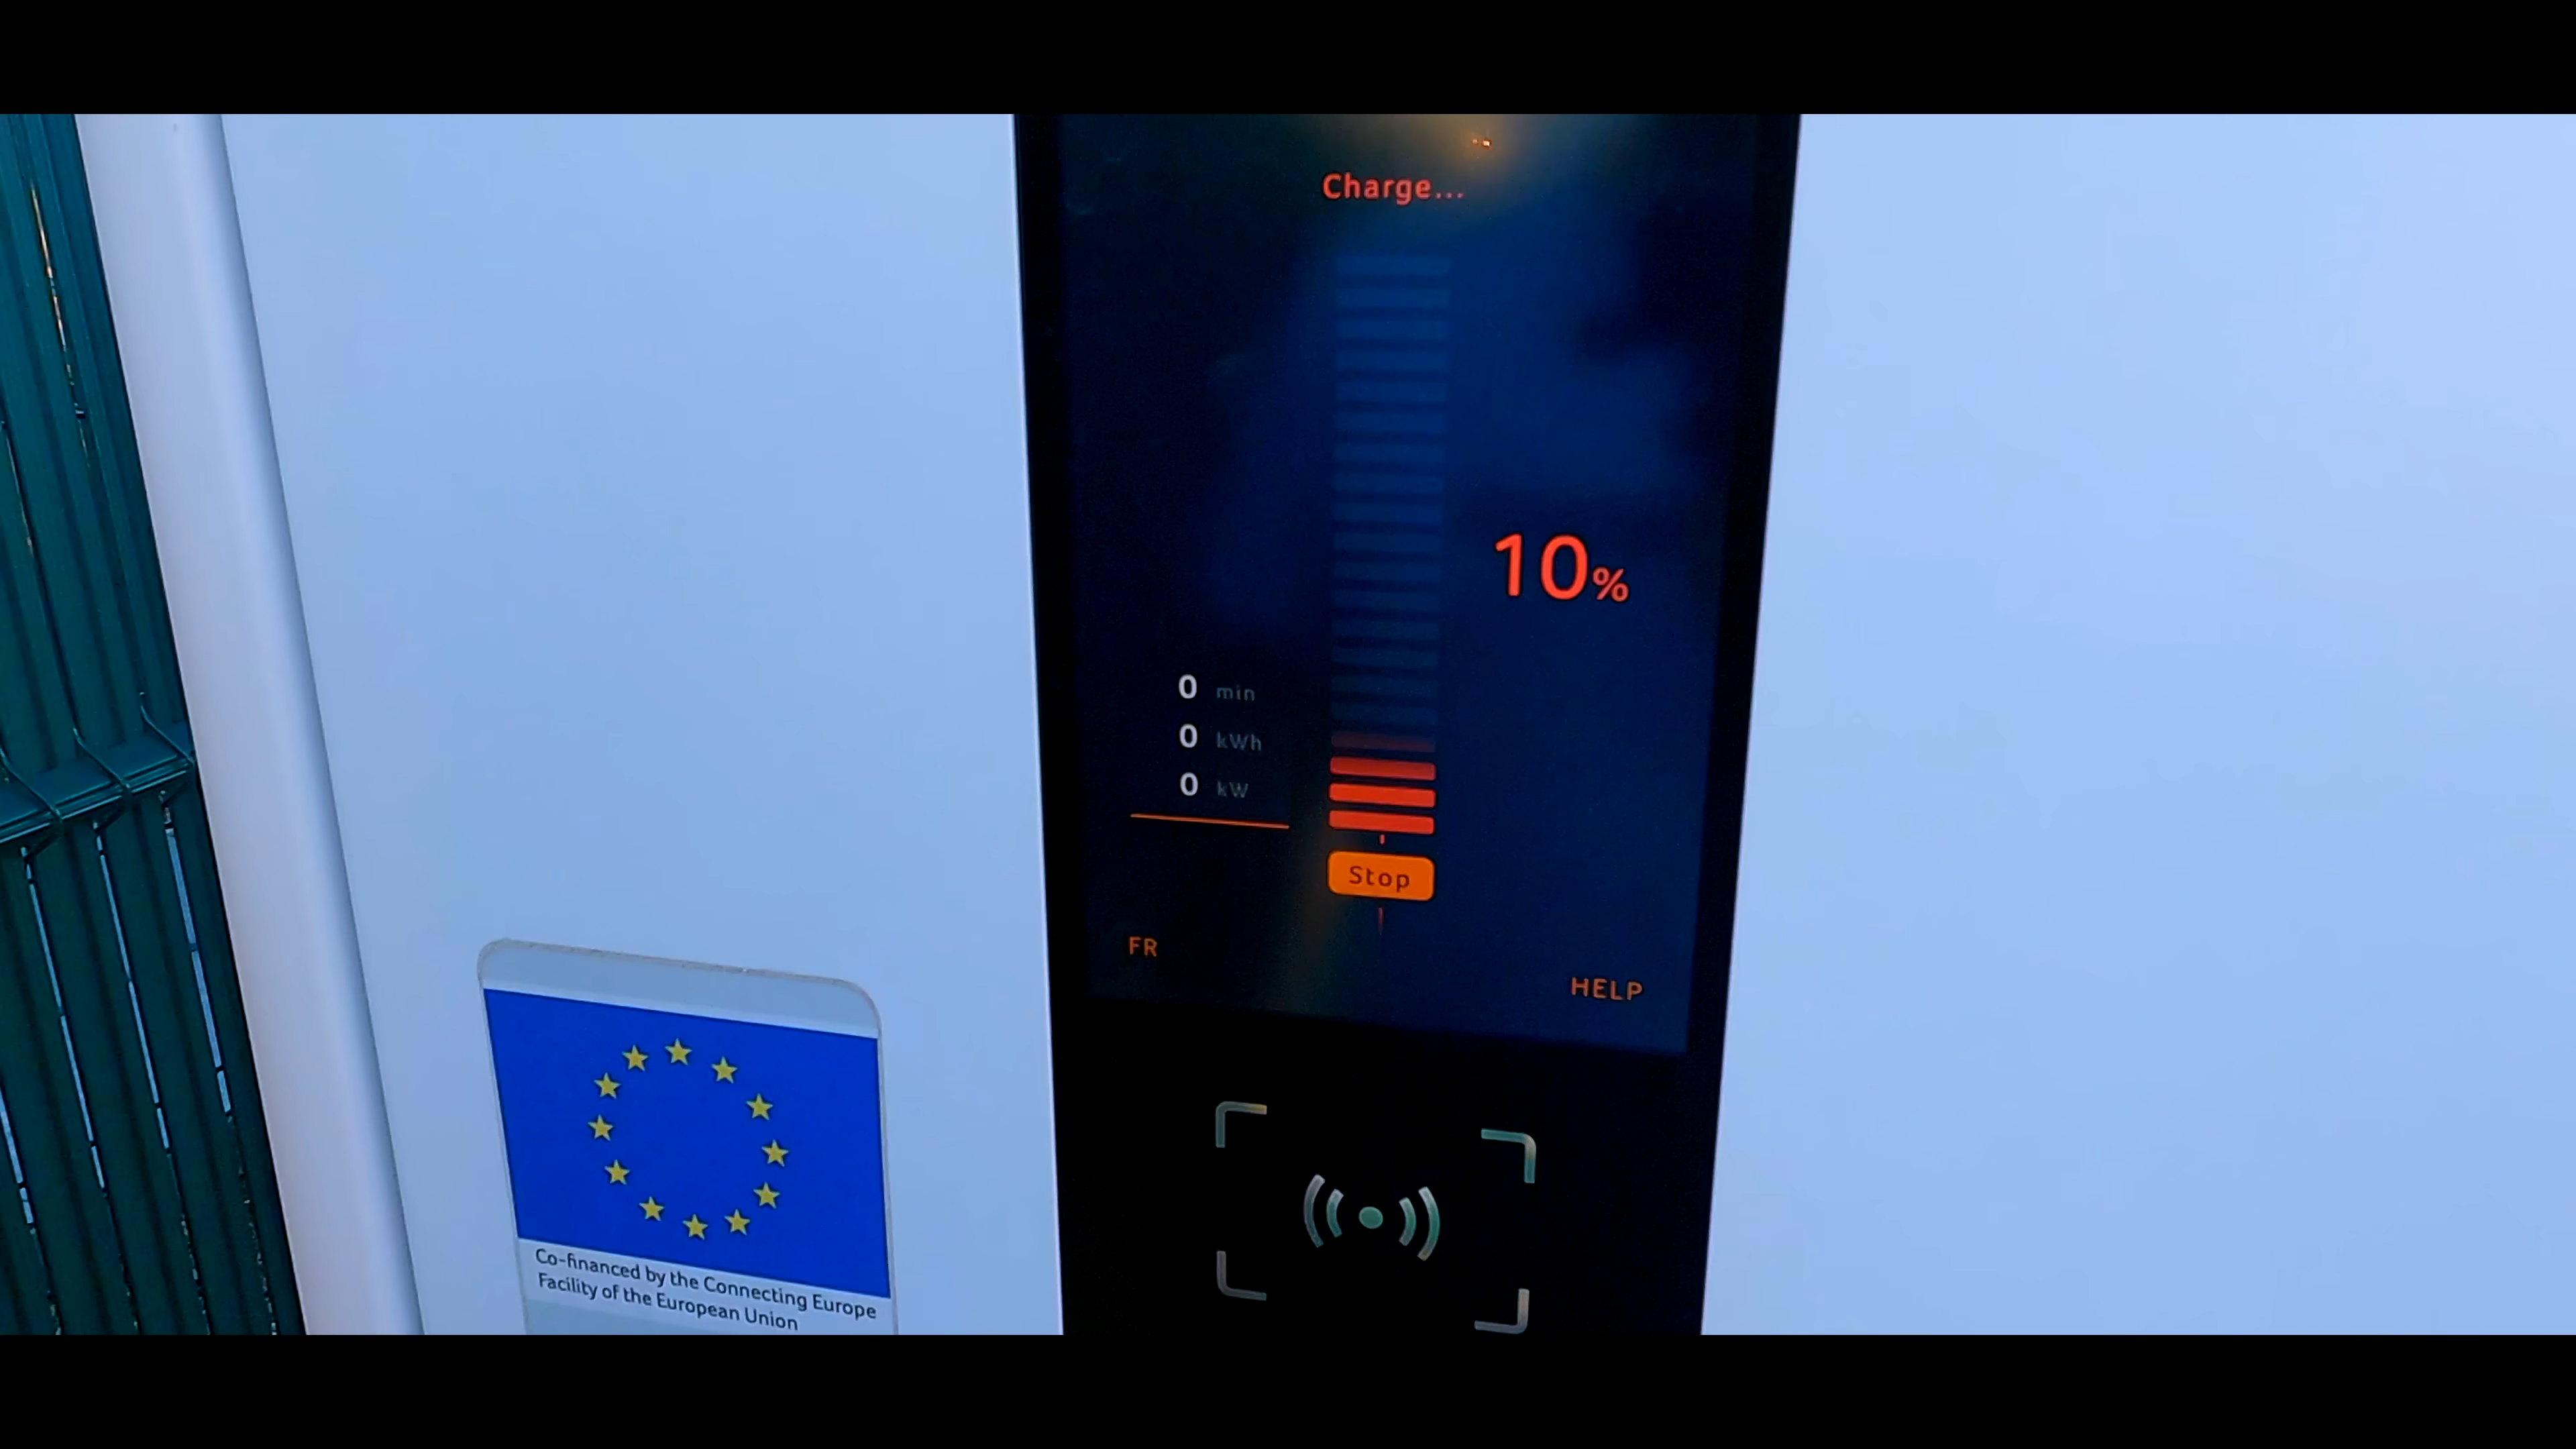 Charge...
10%
0 min
0 kWh
0 kW
Stop
FR
HELP
Co-financed by the Connecting Europe
Facility of the European Union